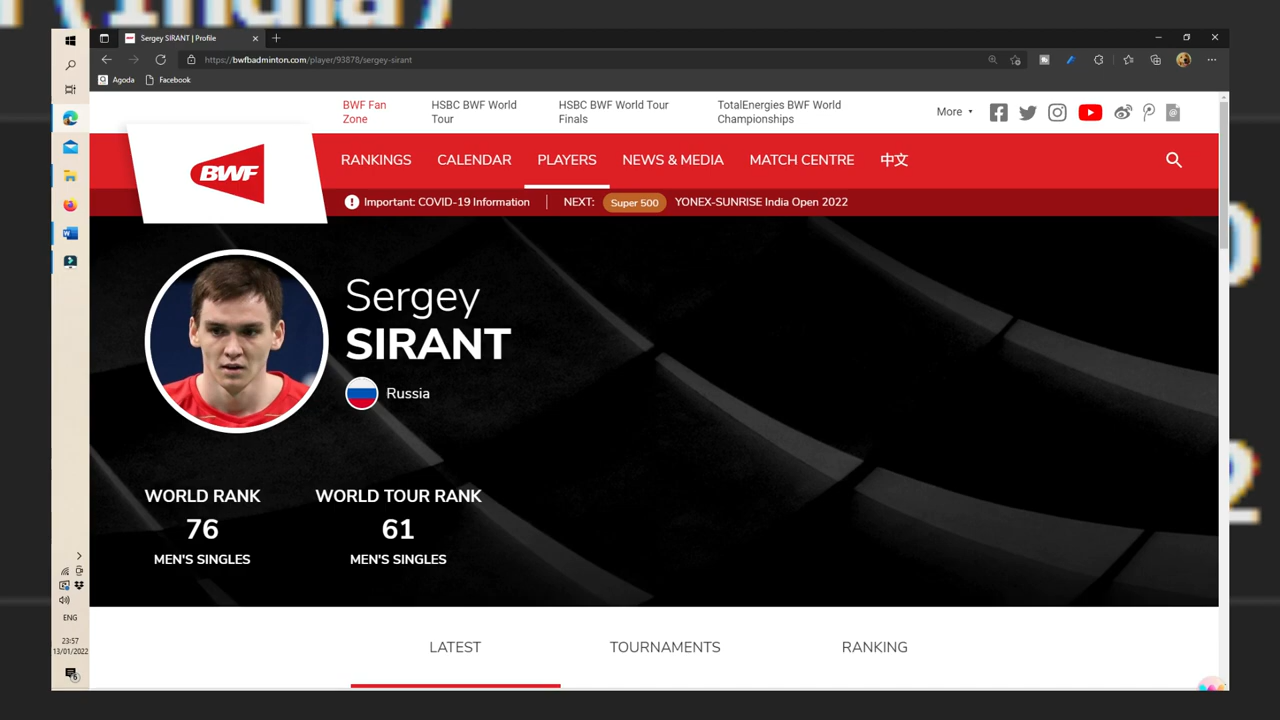 n (India)
Sergey SIRANT | Profile
https://bwfbadminton.com/player/93878/sergey-sirant
Agoda
Facebook
BWF Fan Zone
HSBC BWF World Tour
HSBC BWF World Tour Finals
TotalEnergies BWF World Championships
More
BWF
RANKINGS
CALENDAR
PLAYERS
NEWS & MEDIA
MATCH CENTRE
中文
Important: COVID-19 Information
NEXT:
Super 500
YONEX-SUNRISE India Open 2022
Sergey
SIRANT
Russia
WORLD RANK
WORLD TOUR RANK
76
61
MEN'S SINGLES
MEN'S SINGLES
LATEST
TOURNAMENTS
RANKING
ENG
23:57
13/01/2022